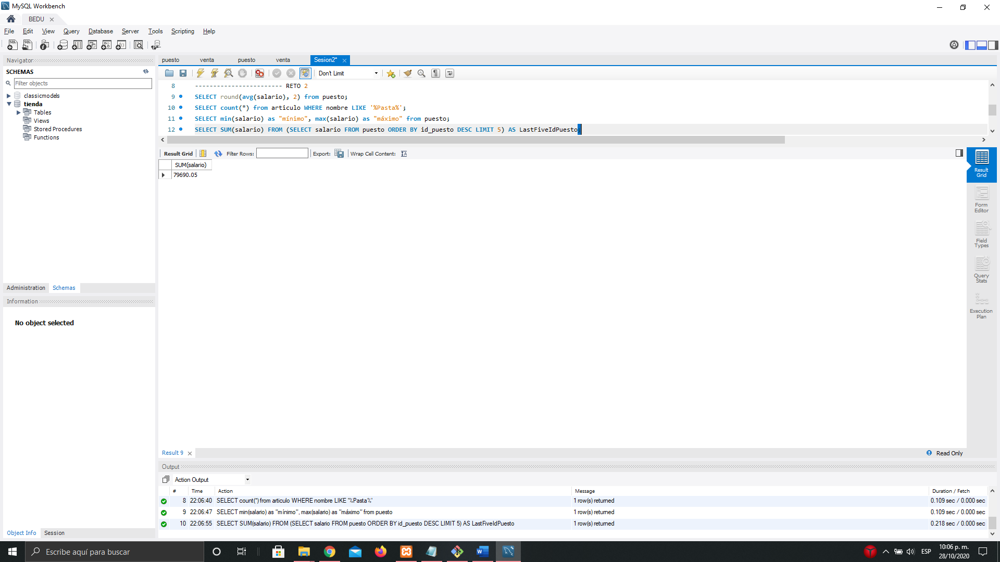 MySQL Workbench
BEDU
File Edit View Query Database Server Tools Scripting Help
Navigator
SCHEMAS
Filter objects
classicmodels
tienda
Tables
Views
Stored Procedures
Functions
Administration Schemas
Information
No object selected
Object Info Session
puesto venta puesto venta Sesion2*
Don't Limit
8 ------------------------ RETO 2
9 SELECT round(avg(salario), 2) from puesto;
10 SELECT count(*) from articulo WHERE nombre LIKE '%Pasta%';
11 SELECT min(salario) as "mínimo", max(salario) as "máximo" from puesto;
12 SELECT SUM(salario) FROM (SELECT salario FROM puesto ORDER BY id_puesto DESC LIMIT 5) AS LastFiveIdPuesto;
Result Grid Filter Rows: Export: Wrap Cell Content:
SUM(salario)
79690.05
Result Grid
Form Editor
Field Types
Query Stats
Execution Plan
Result 9
Read Only
Output
Action Output
# Time Action Message Duration / Fetch
8 22:06:40 SELECT count(*) from articulo WHERE nombre LIKE '%Pasta%' 1 row(s) returned 0.109 sec / 0.000 sec
9 22:06:47 SELECT min(salario) as "mínimo", max(salario) as "máximo" from puesto 1 row(s) returned 0.109 sec / 0.000 sec
10 22:06:55 SELECT SUM(salario) FROM (SELECT salario FROM puesto ORDER BY id_puesto DESC LIMIT 5) AS LastFiveIdPuesto 1 row(s) returned 0.218 sec / 0.000 sec
Escribe aquí para buscar
ESP
10:06 p. m.
28/10/2020